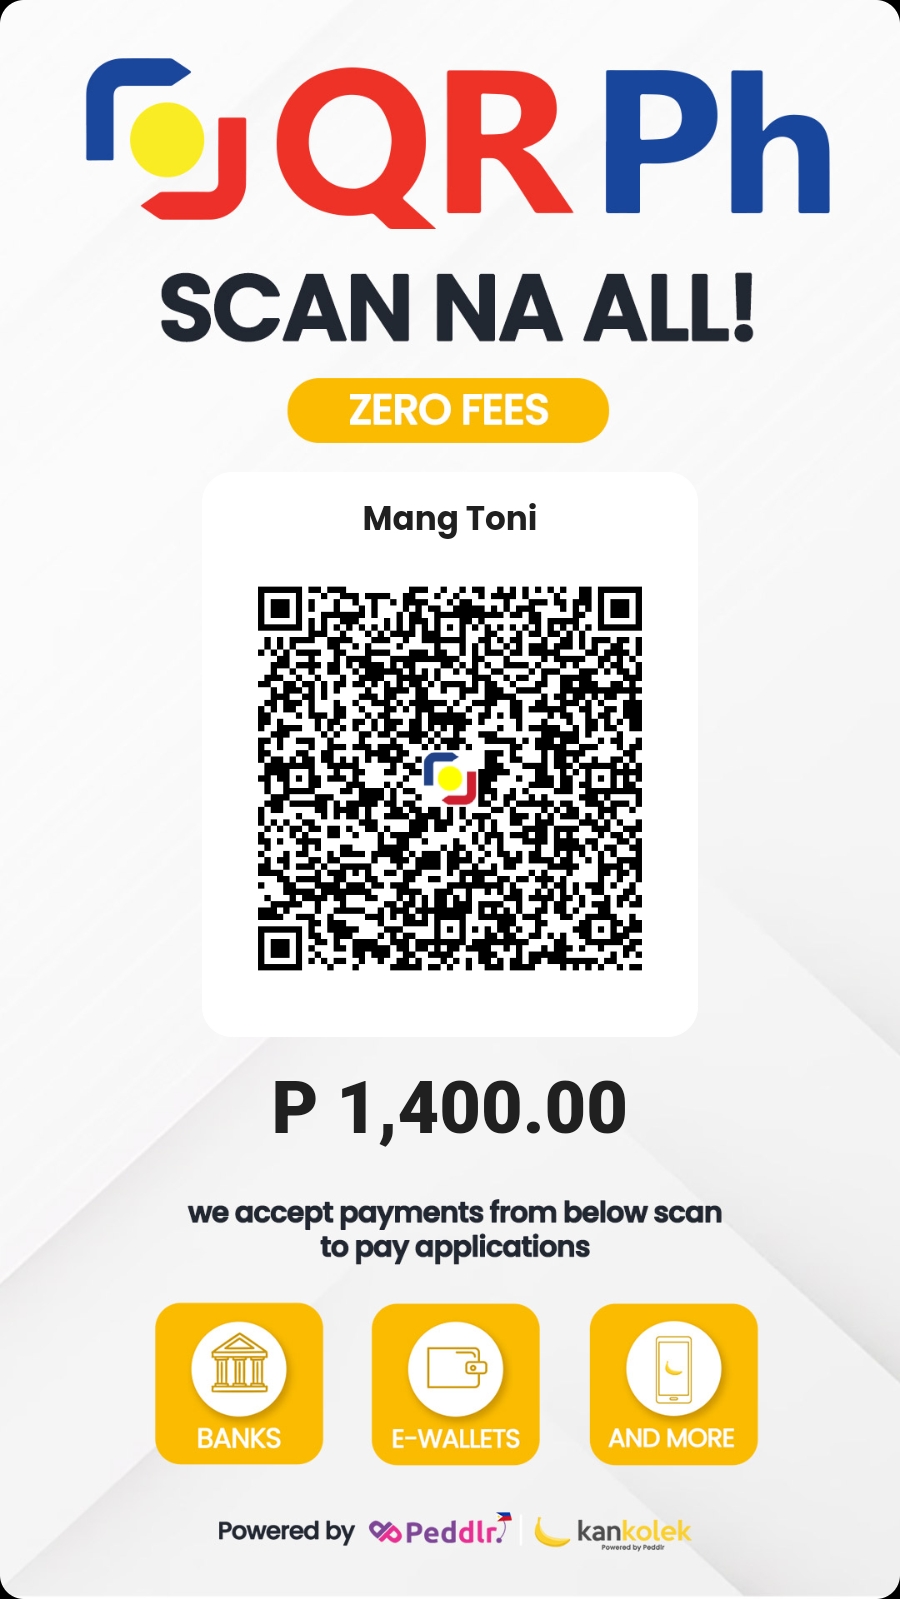 QR Ph
SCAN NA ALL!
ZERO FEES
Mang Toni
P 1,400.00
we accept payments from below scan
to pay applications
BANKS
E-WALLETS
AND MORE
Powered by Peddlr. kankolek
Powered by Peddlr